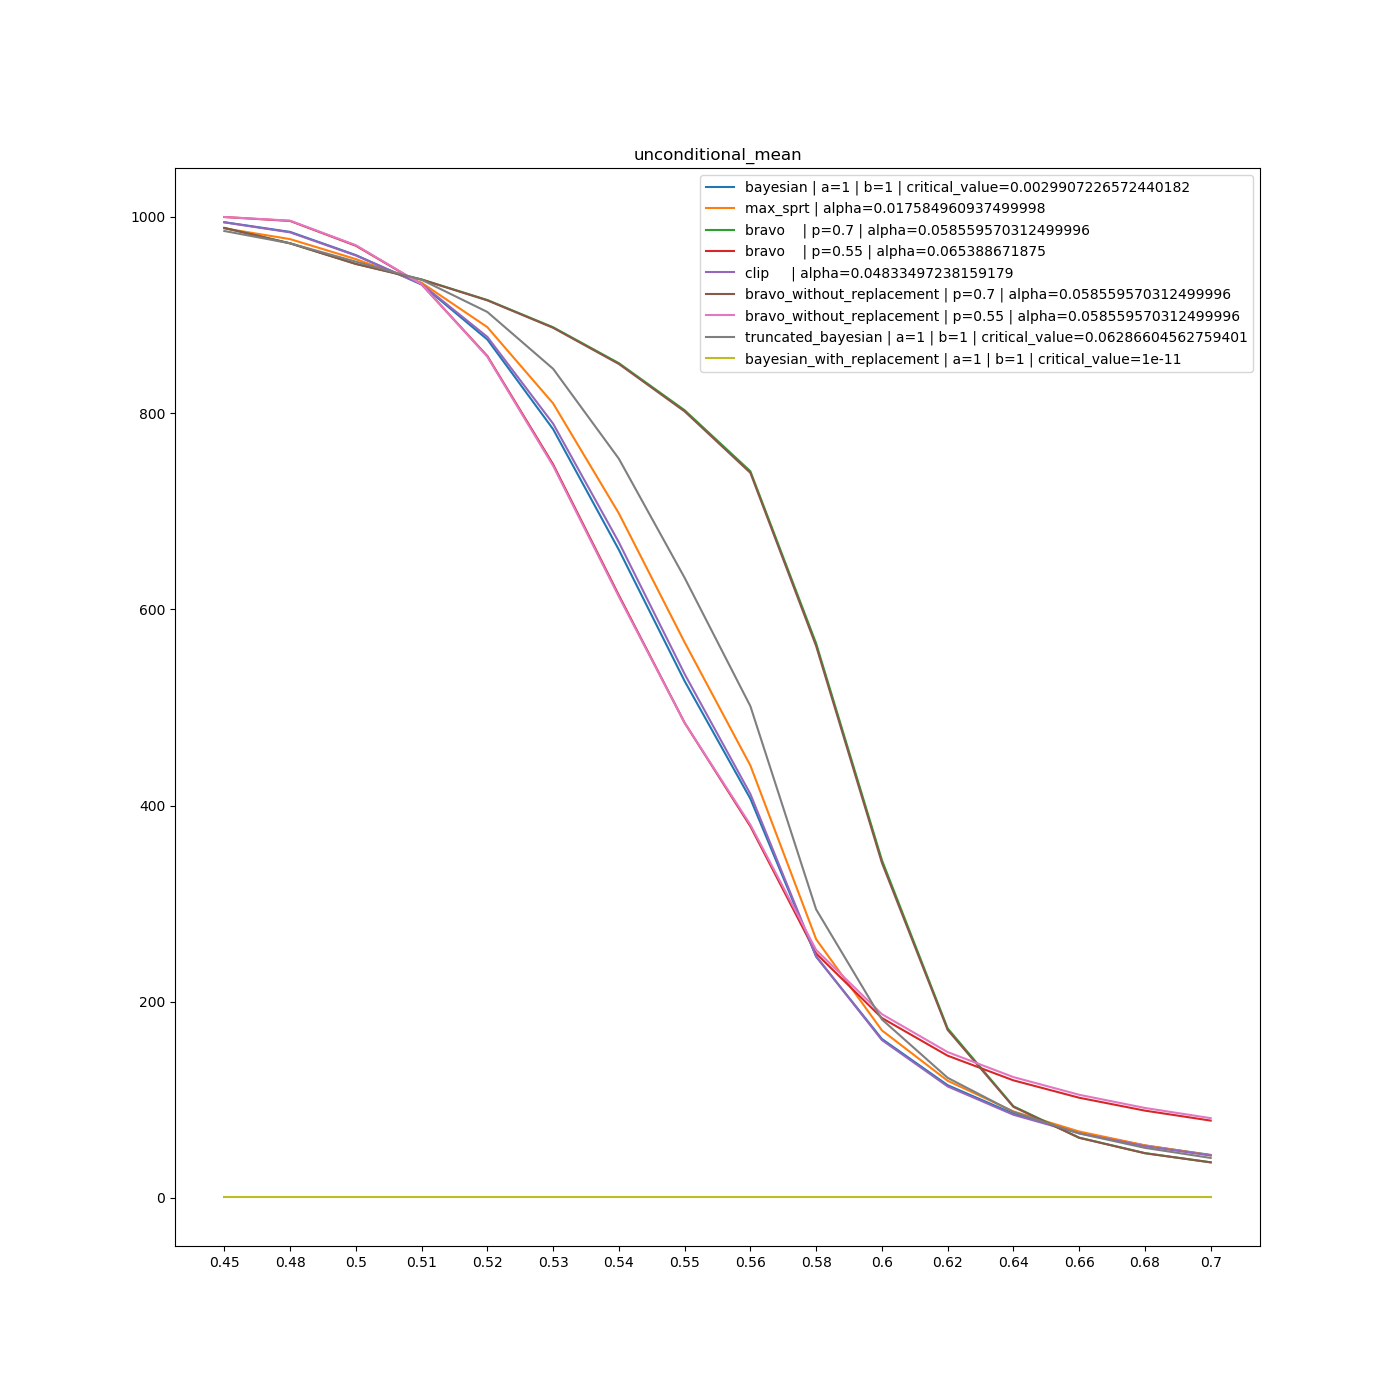 unconditional_mean
bayesian | a=1 | b=1 | critical_value=0.0029907226572440182
max_sprt | alpha=0.017584960937499998
bravo    | p=0.7 | alpha=0.058559570312499996
bravo    | p=0.55 | alpha=0.065388671875
clip     | alpha=0.04833497238159179
bravo_without_replacement | p=0.7 | alpha=0.058559570312499996
bravo_without_replacement | p=0.55 | alpha=0.058559570312499996
truncated_bayesian | a=1 | b=1 | critical_value=0.06286604562759401
bayesian_with_replacement | a=1 | b=1 | critical_value=1e-11
1000
800
600
400
200
0
0.45 0.48 0.5 0.51 0.52 0.53 0.54 0.55 0.56 0.58 0.6 0.62 0.64 0.66 0.68 0.7